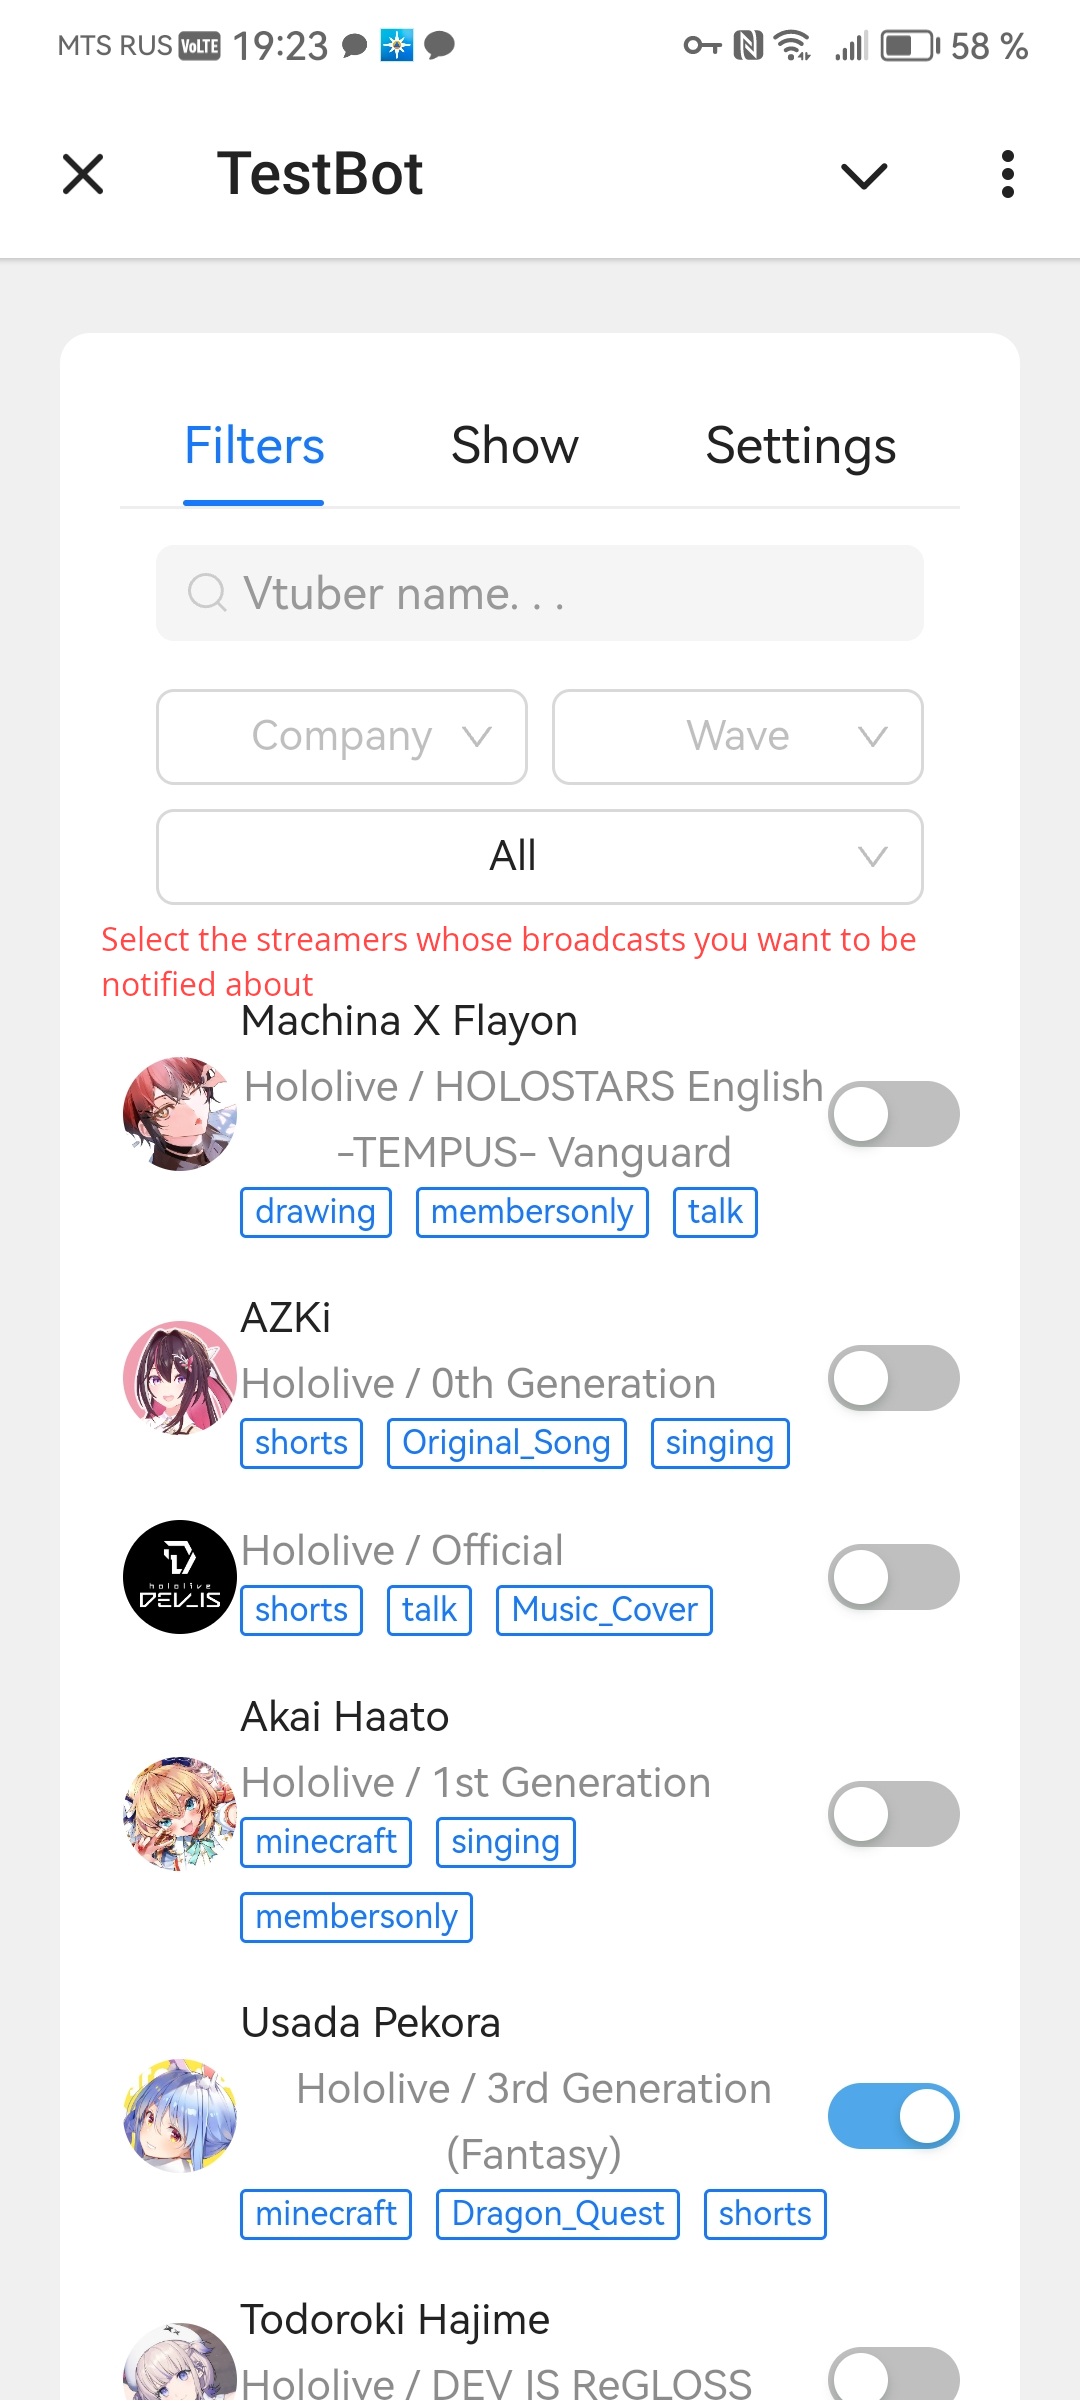 MTS RUS VoLTE 19:23 58 %
TestBot
Filters Show Settings
Vtuber name. . .
Company Wave
All
Select the streamers whose broadcasts you want to be
notified about
Machina X Flayon
Hololive / HOLOSTARS English
-TEMPUS- Vanguard
drawing membersonly talk
AZKi
Hololive / 0th Generation
shorts Original_Song singing
hololive
DEV_IS
Hololive / Official
shorts talk Music_Cover
Akai Haato
Hololive / 1st Generation
minecraft singing
membersonly
Usada Pekora
Hololive / 3rd Generation
(Fantasy)
minecraft Dragon_Quest shorts
Todoroki Hajime
Hololive / DEV IS ReGLOSS